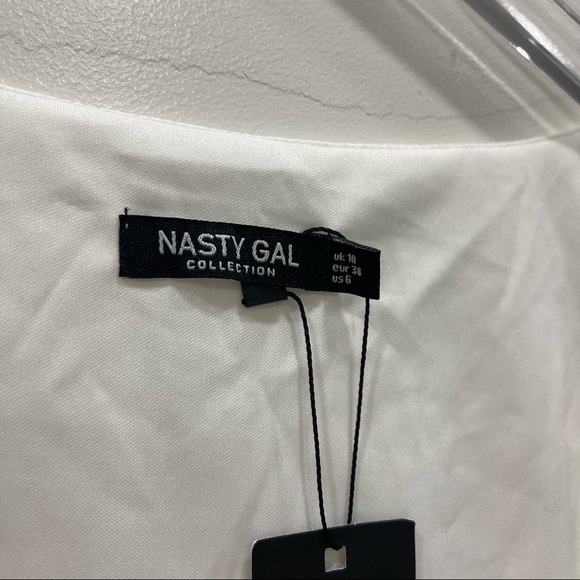 NASTY GAL
COLLECTION
uk 10
eur 38
us 6